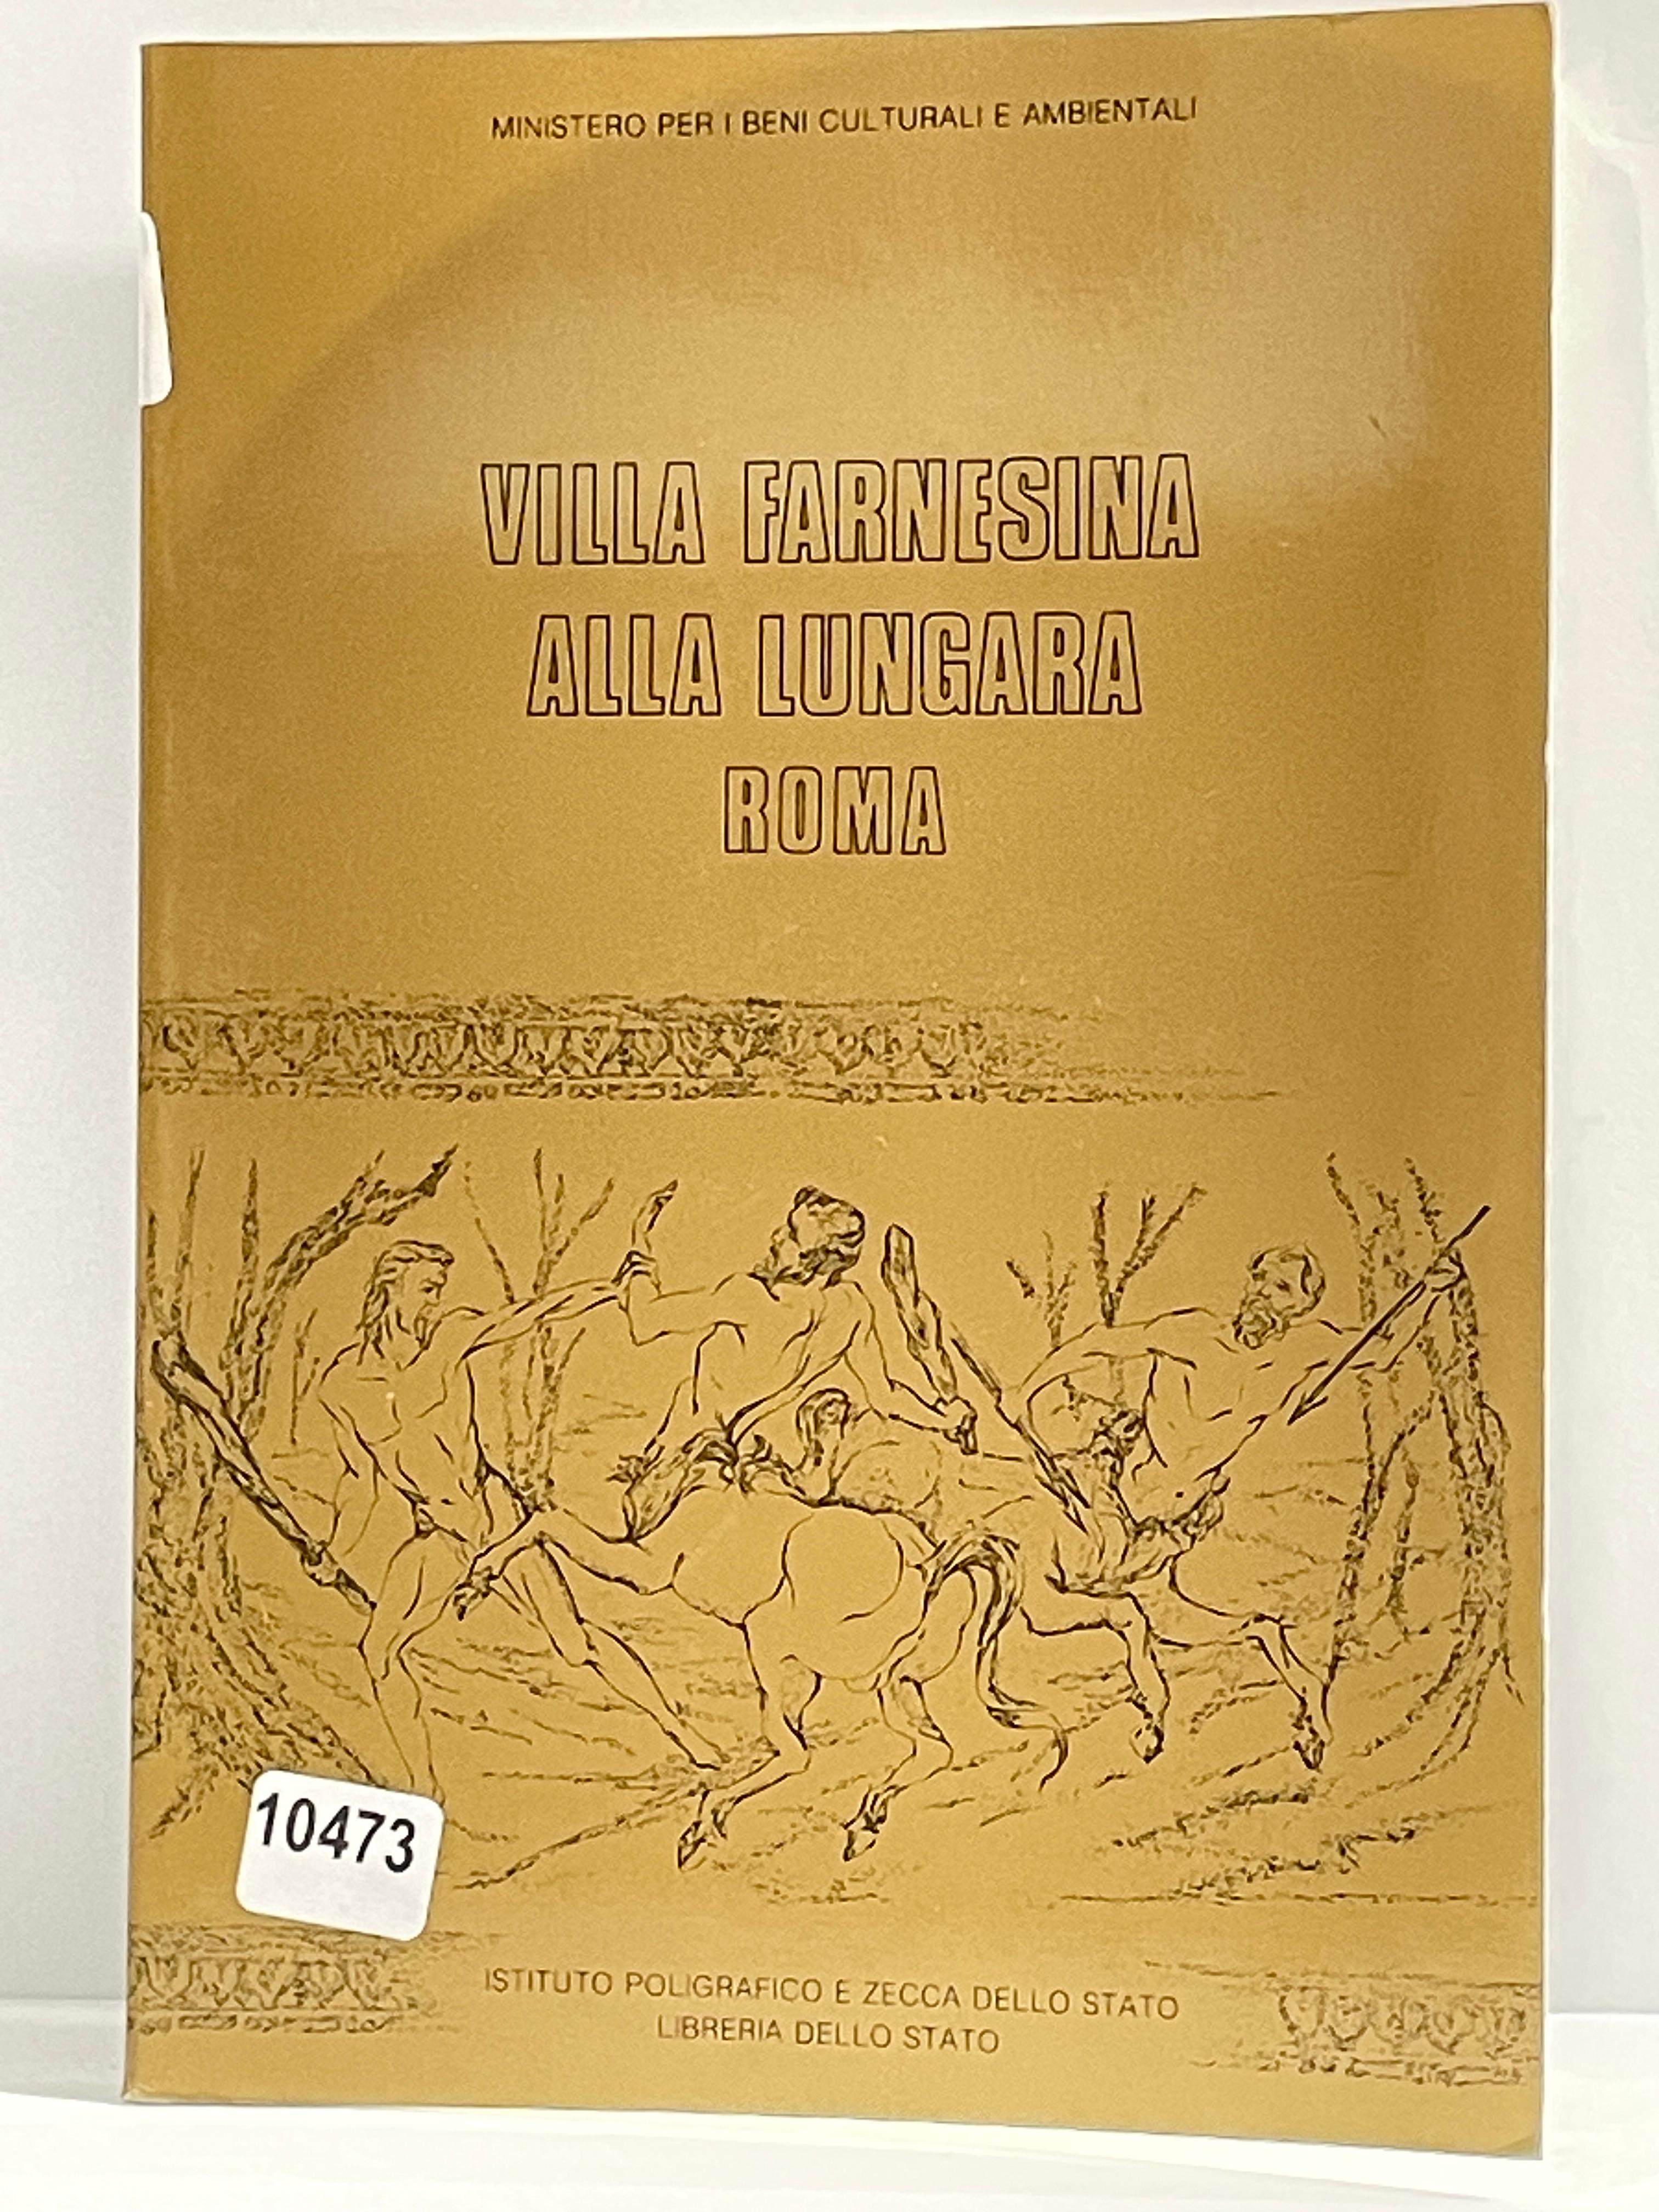 MINISTERO PER I BENI CULTURALI E AMBIENTALI
VILLA FARNESINA
ALLA LUNGARA
ROMA
10473
ISTITUTO POLIGRAFICO E ZECCA DELLO STATO
LIBRERIA DELLO STATO